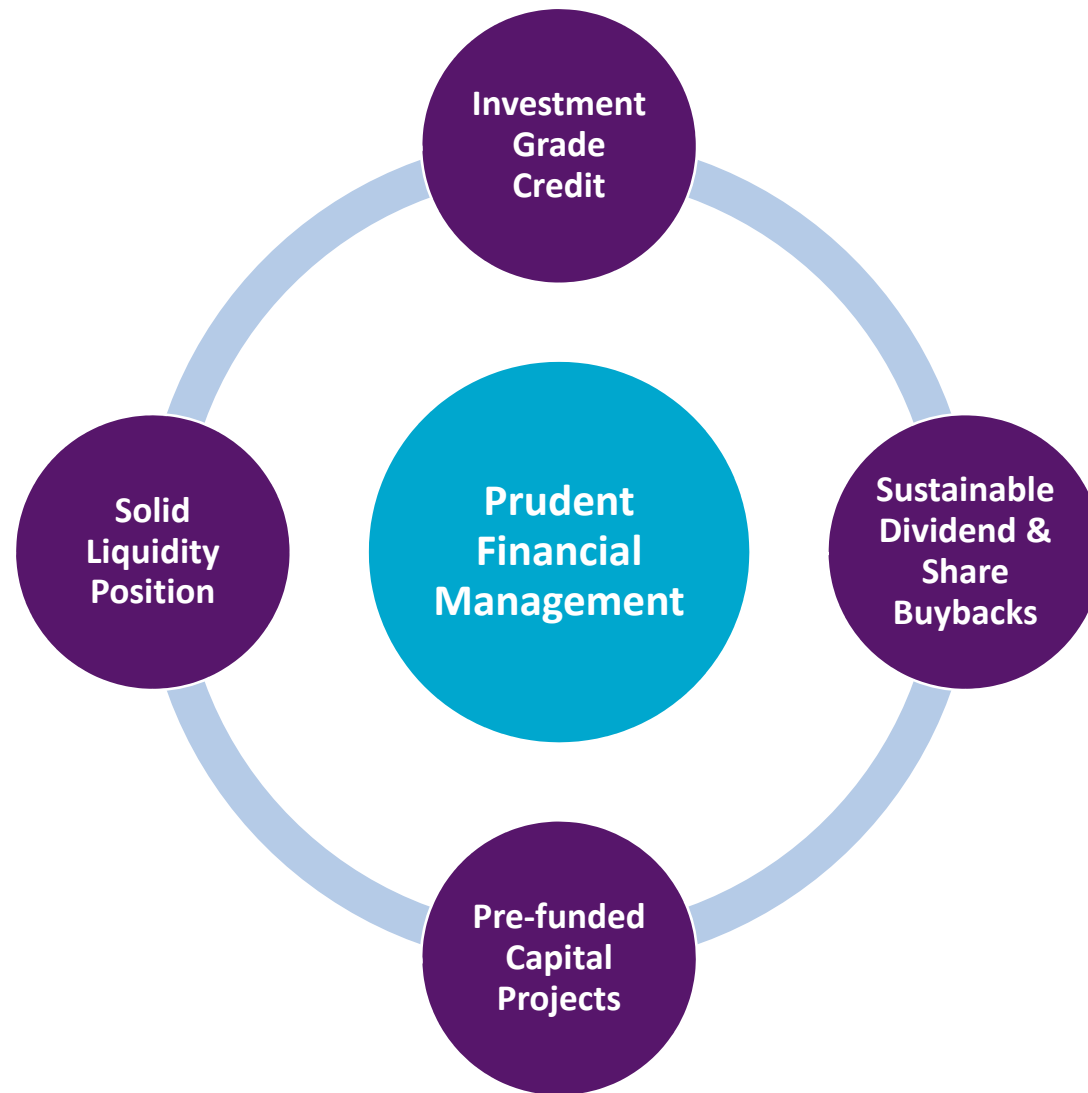 Investment
Grade
Credit
Solid
Liquidity
Position
Prudent
Financial
Management
Sustainable
Dividend &
Share
Buybacks
Pre-funded
Capital
Projects